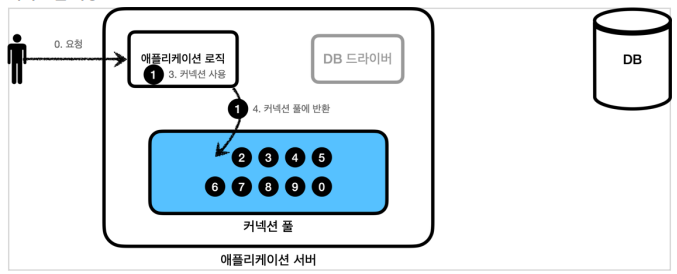 0. 요청
애플리케이션 로직
1 3. 커넥션 사용
DB 드라이버
DB
1 4. 커넥션 풀에 반환
2 3 4 5
6 7 8 9 0
커넥션 풀
애플리케이션 서버